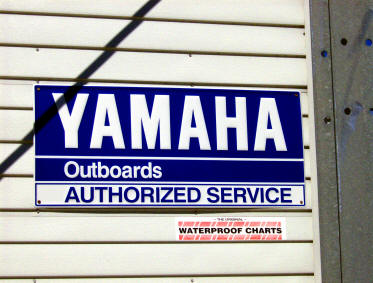 YAMAHA
Outboards
AUTHORIZED SERVICE
- THE ORIGINAL -
WATERPROOF CHARTS